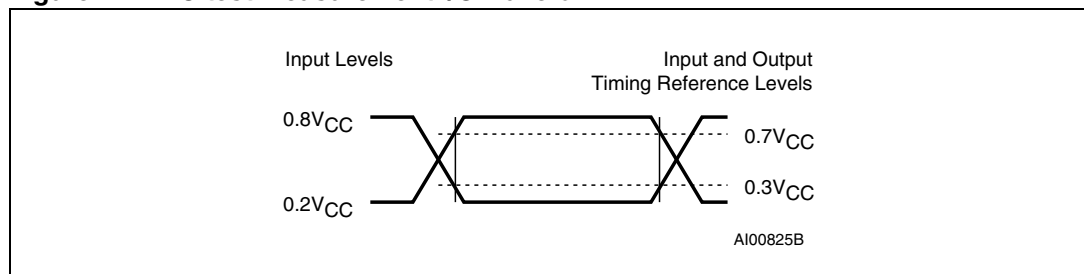 Input Levels
Input and Output
Timing Reference Levels
0.8VCC
0.7VCC
0.3VCC
0.2VCC
AI00825B